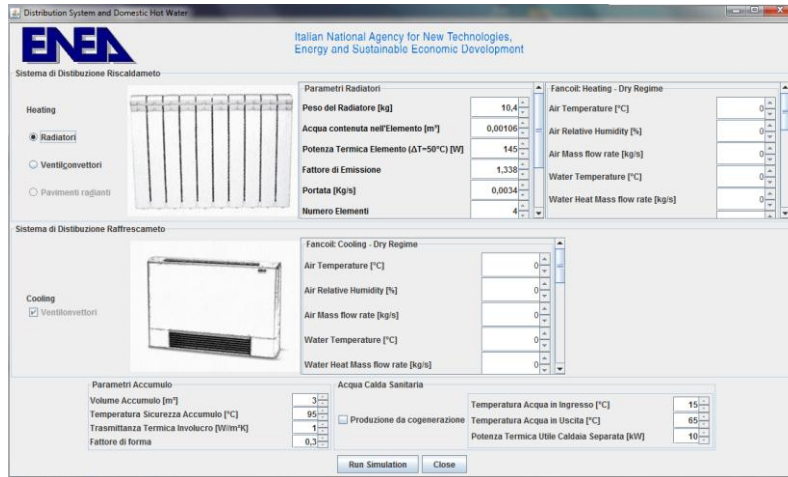 Distribution System and Domestic Hot Water
ENEA
Italian National Agency for New Technologies,
Energy and Sustainable Economic Development
Sistema di Distibuzione Riscaldameto
Heating
Radiatori
Ventilconvettori
Pavimenti ragianti
Parametri Radiatori
Peso del Radiatore [kg] 10,4
Acqua contenuta nell'Elemento [m³] 0,00106
Potenza Termica Elemento (ΔT=50°C) [W] 145
Fattore di Emissione 1,338
Portata [Kg/s] 0,0034
Numero Elementi 4
Fancoil: Heating - Dry Regime
Air Temperature [°C] 0
Air Relative Humidity [%] 0
Air Mass flow rate [kg/s] 0
Water Temperature [°C] 0
Water Heat Mass flow rate [kg/s] 0
Sistema di Distibuzione Raffrescameto
Cooling
Ventilonvettori
Fancoil: Cooling - Dry Regime
Air Temperature [°C] 0
Air Relative Humidity [%] 0
Air Mass flow rate [kg/s] 0
Water Temperature [°C] 0
Water Heat Mass flow rate [kg/s] 0
Parametri Accumulo
Volume Accumulo [m³] 3
Temperatura Sicurezza Accumulo [°C] 95
Trasmittanza Termica Involucro [W/m²K] 1
Fattore di forma 0,3
Acqua Calda Sanitaria
Produzione da cogenerazione
Temperatura Acqua in Ingresso [°C] 15
Temperatura Acqua in Uscita [°C] 65
Potenza Termica Utile Caldaia Separata [kW] 10
Run Simulation
Close